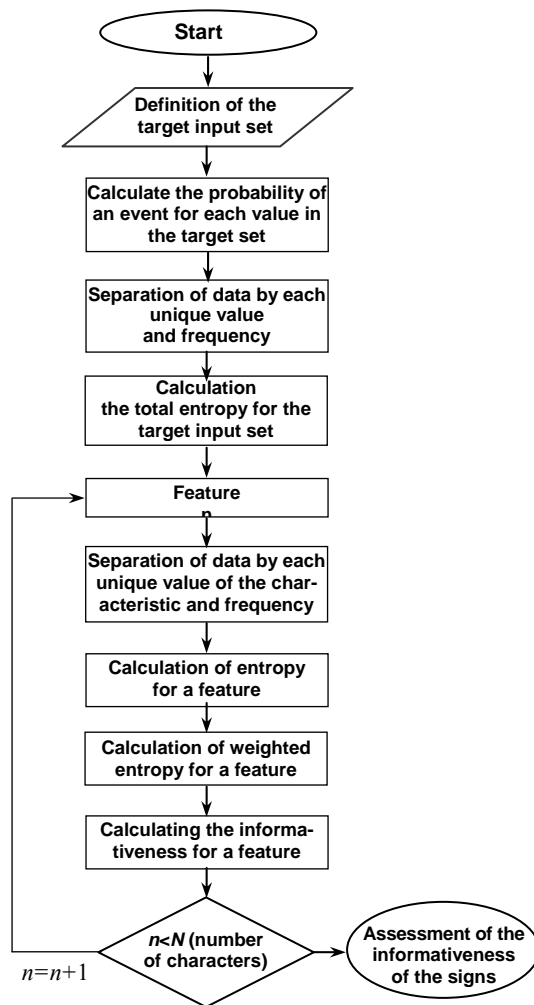 Start
Definition of the
target input set
Calculate the probability of
an event for each value in
the target set
Separation of data by each
unique value
and frequency
Calculation
the total entropy for the
target input set
Feature
n
Separation of data by each
unique value of the char-
acteristic and frequency
Calculation of entropy
for a feature
Calculation of weighted
entropy for a feature
Calculating the informa-
tiveness for a feature
n<N (number
of characters)
n=n+1
Assessment of the
informativeness
of the signs